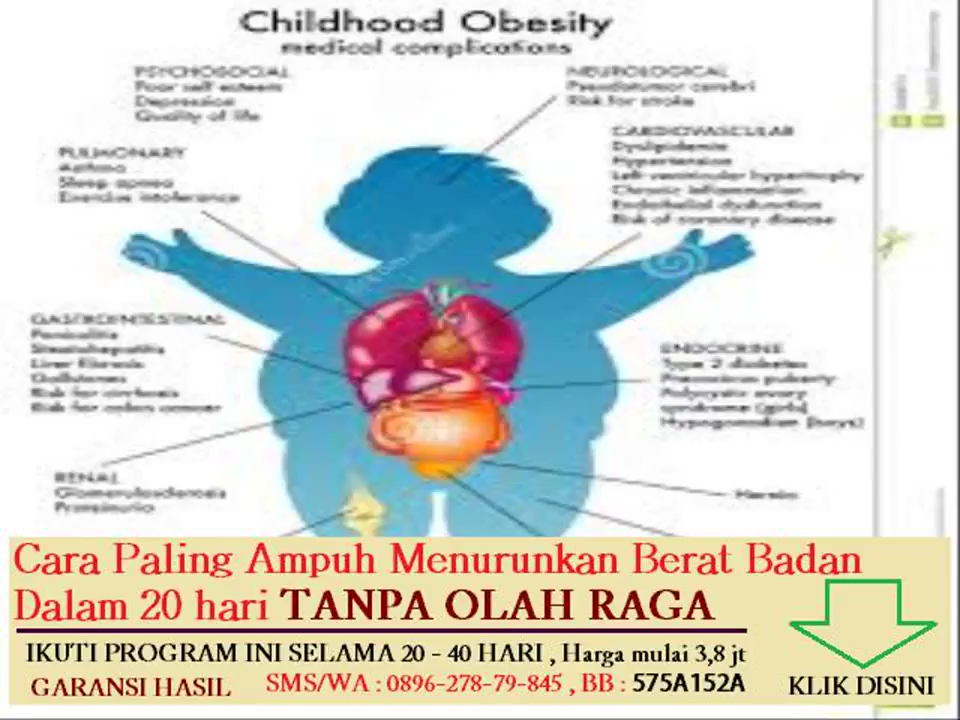 Childhood Obesity
medical complications
PSYCHOSOCIAL
Poor self esteem
Depression
Quality of life
NEUROLOGICAL
Pseudotumor cerebri
Risk for stroke
CARDIOVASCULAR
Dyslipidemia
Hypertension
Left ventricular hypertrophy
Chronic inflammation
Endothelial dysfunction
Risk of coronary disease
PULMONARY
Asthma
Sleep apnea
Exercise intolerance
GASTROINTESTINAL
Steatohepatitis
Liver fibrosis
Gallstones
Risk for cirrhosis
Risk for colon cancer
ENDOCRINE
Type 2 diabetes
Precocious puberty
Polycystic ovary
syndrome (girls)
Hypogonadism (boys)
RENAL
Glomerulosclerosis
Proteinuria
Hernia
Cara Paling Ampuh Menurunkan Berat Badan
Dalam 20 hari TANPA OLAH RAGA
IKUTI PROGRAM INI SELAMA 20 - 40 HARI , Harga mulai 3,8 jt
GARANSI HASIL SMS/WA : 0896-278-79-845 , BB : 575A152A
KLIK DISINI